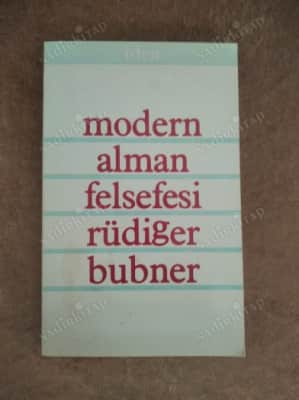 modern
alman
felsefesi
rüdiger
bubner